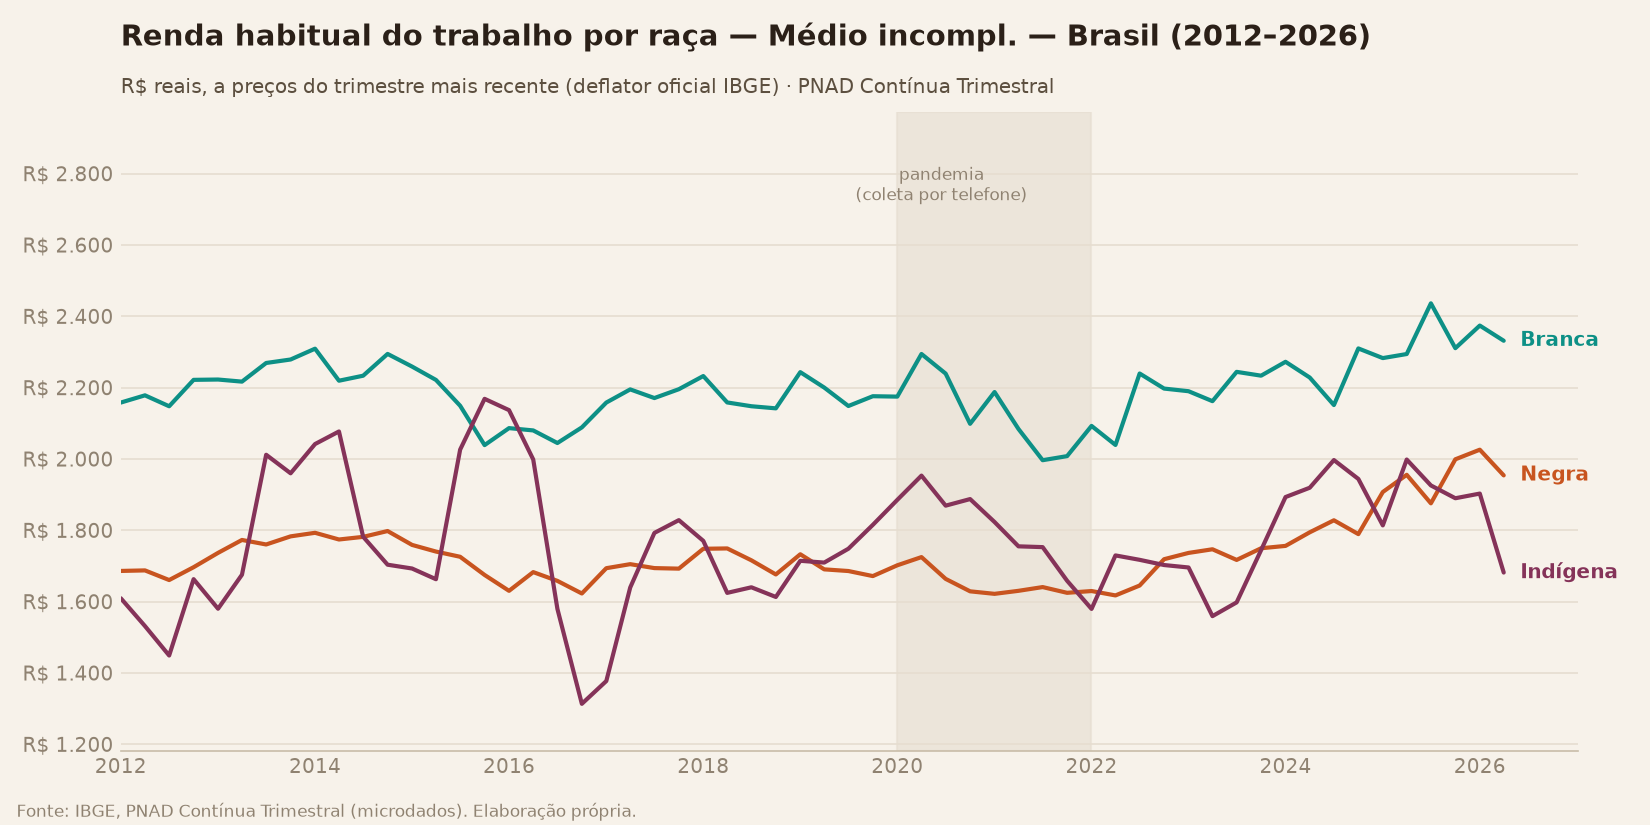 Renda habitual do trabalho por raça — Médio incompl. — Brasil (2012–2026)
R$ reais, a preços do trimestre mais recente (deflator oficial IBGE) · PNAD Contínua Trimestral
R$ 2.800
R$ 2.600
R$ 2.400
R$ 2.200
R$ 2.000
R$ 1.800
R$ 1.600
R$ 1.400
R$ 1.200
pandemia
(coleta por telefone)
Branca
Negra
Indígena
2012 2014 2016 2018 2020 2022 2024 2026
Fonte: IBGE, PNAD Contínua Trimestral (microdados). Elaboração própria.